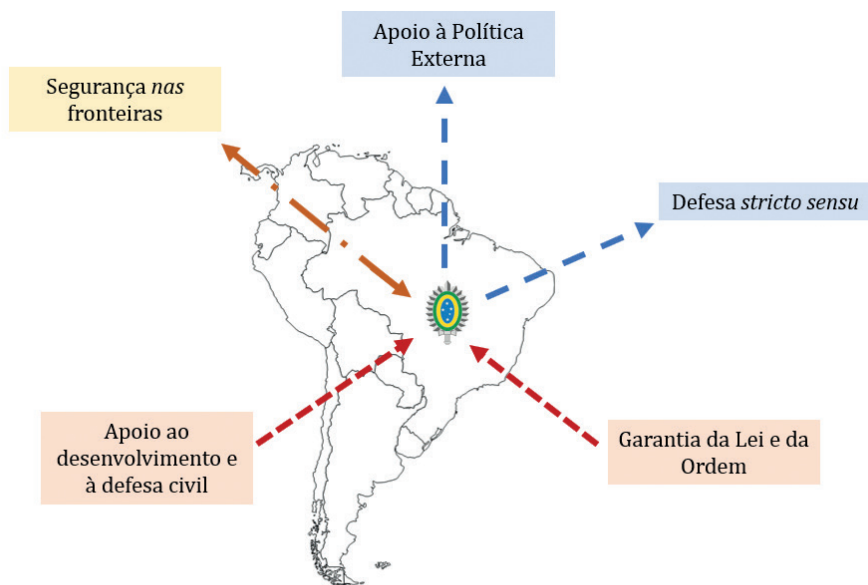 Apoio à Política
Externa
Segurança nas
fronteiras
Defesa stricto sensu
Apoio ao
desenvolvimento e
à defesa civil
Garantia da Lei e da
Ordem